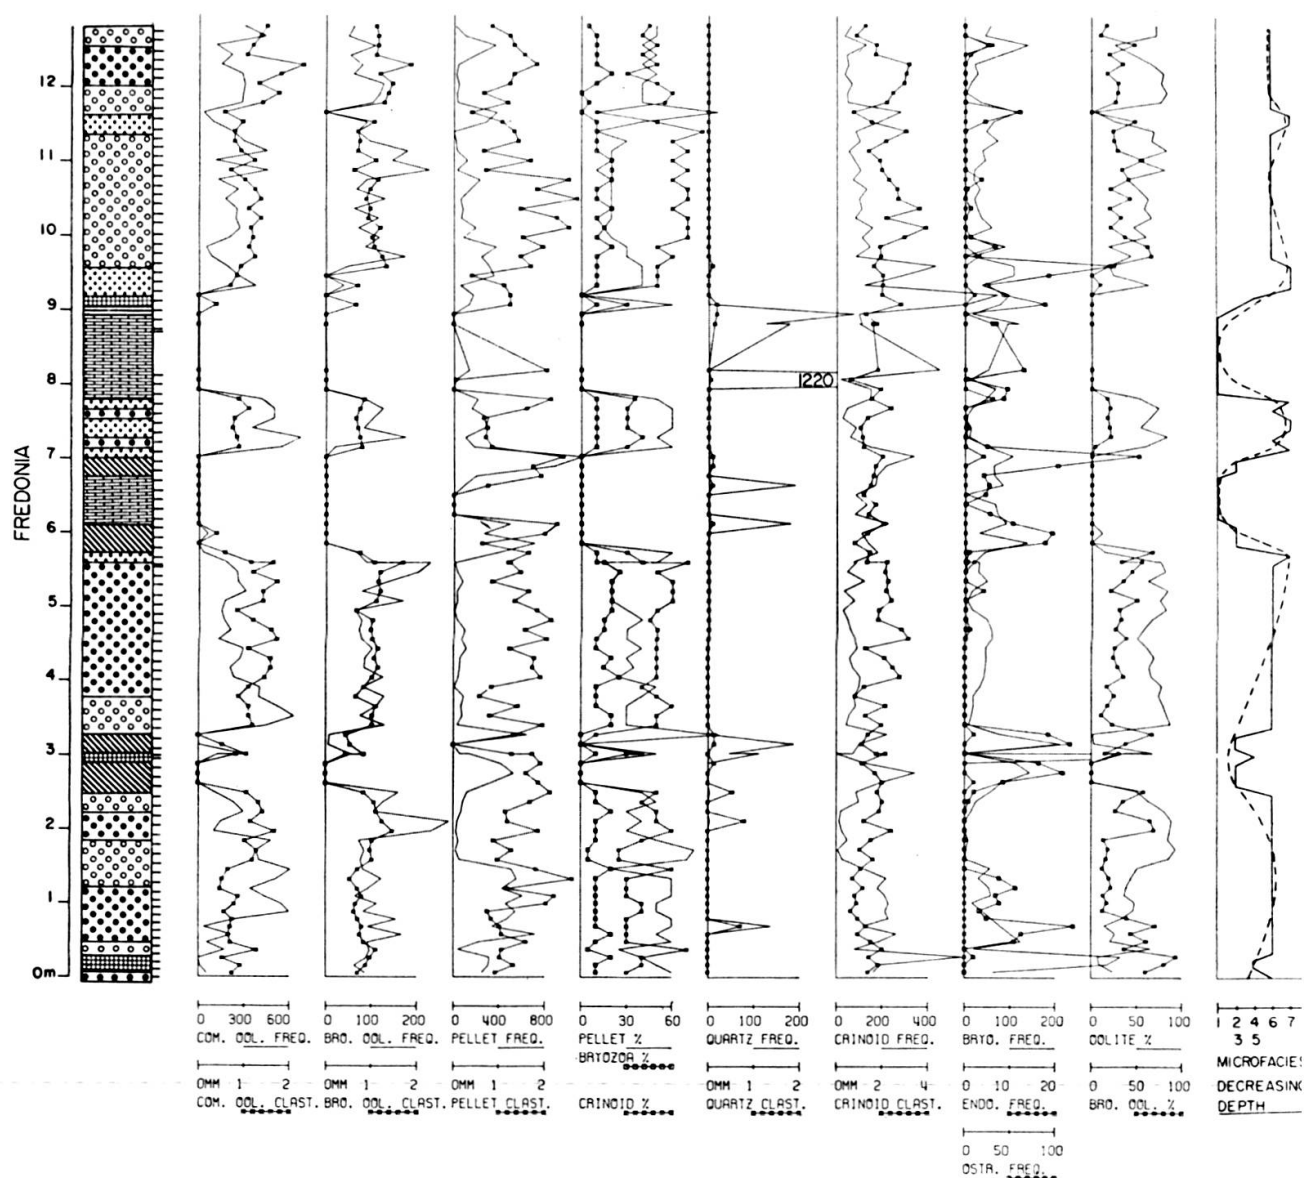 12
11
10
9
8
1220
7
FREDONIA
6
5
4
3
2
1
0m
0 300 600 0 100 200 0 400 800 0 30 60 0 100 200 0 200 400 0 100 200 0 50 100 1 2 4 6 7
COM. OOL. FREQ. BRO. OOL. FREQ. PELLET FREQ. PELLET % QUARTZ FREQ. CRINOID FREQ. BRYO. FREQ. OOLITE % 3 5
BRYOZOA % MICROFACIES
0MM 1 2 0MM 1 2 0MM 1 2 0MM 1 2 0MM 2 4 0 10 20 0 50 100 DECREASING
COM. OOL. CLAST. BRO. OOL. CLAST. PELLET CLAST. CRINOID % QUARTZ CLAST. CRINOID CLAST. ENDO. FREQ. BRO. OOL. % DEPTH
0 50 100
OSTR. FREQ.